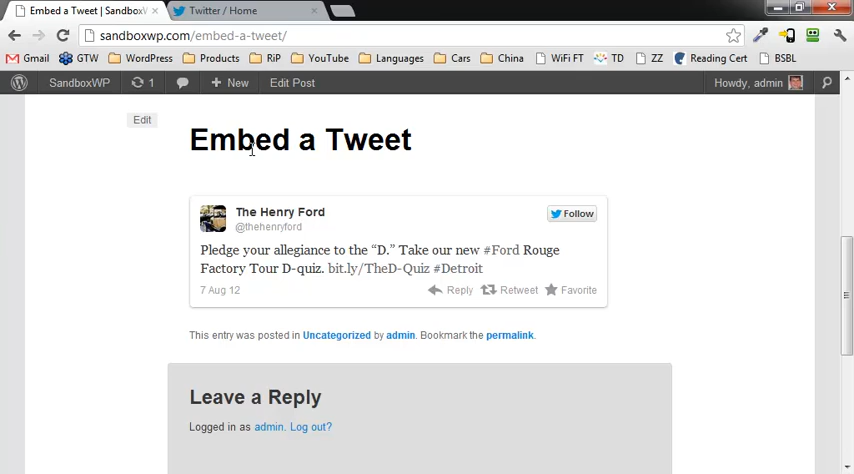 Embed a Tweet | SandboxW
Twitter / Home
sandboxwp.com/embed-a-tweet/
Gmail GTW WordPress Products RiP YouTube Languages Cars China WiFi FT TD ZZ Reading Cert BSBL
SandboxWP 1 New Edit Post Howdy, admin
Edit
Embed a Tweet
The Henry Ford Follow
@thehenryford
Pledge your allegiance to the “D.” Take our new #Ford Rouge
Factory Tour D-quiz. bit.ly/TheD-Quiz #Detroit
7 Aug 12 Reply Retweet Favorite
This entry was posted in Uncategorized by admin. Bookmark the permalink.
Leave a Reply
Logged in as admin. Log out?